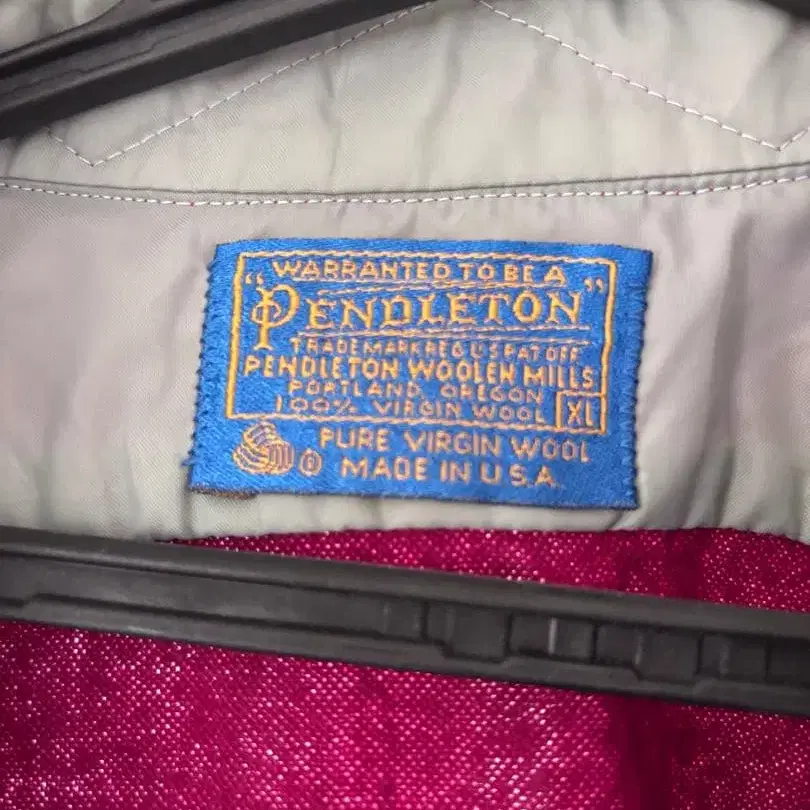 WARRANTED TO BE A
"PENDLETON"
TRADE MARK REG U S PAT OFF
PENDLETON WOOLEN MILLS
PORTLAND, OREGON
100% VIRGIN WOOL XL
PURE VIRGIN WOOL
® MADE IN U S A